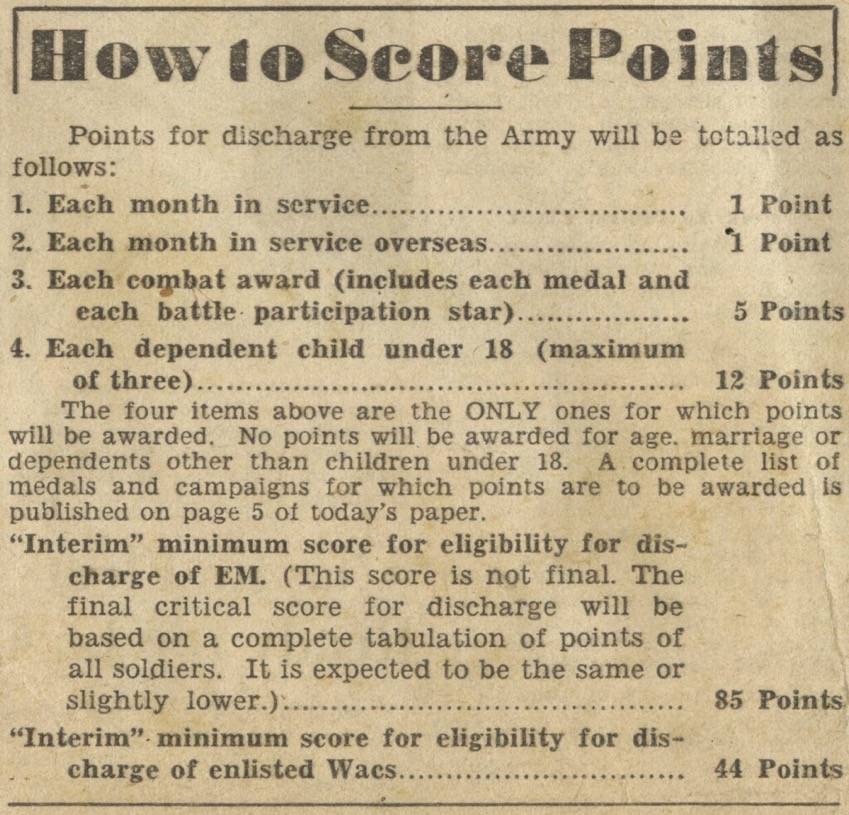 How to Score Points
Points for discharge from the Army will be totalled as
follows:
1. Each month in service.................................. 1 Point
2. Each month in service overseas...................... 1 Point
3. Each combat award (includes each medal and
each battle participation star)................... 5 Points
4. Each dependent child under 18 (maximum
of three).................................................... 12 Points
The four items above are the ONLY ones for which points
will be awarded. No points will be awarded for age. marriage or
dependents other than children under 18. A complete list of
medals and campaigns for which points are to be awarded is
published on page 5 of today's paper.
“Interim” minimum score for eligibility for dis-
charge of EM. (This score is not final. The
final critical score for discharge will be
based on a complete tabulation of points of
all soldiers. It is expected to be the same or
slightly lower.)........................................... 85 Points
“Interim” minimum score for eligibility for dis-
charge of enlisted Wacs............................... 44 Points